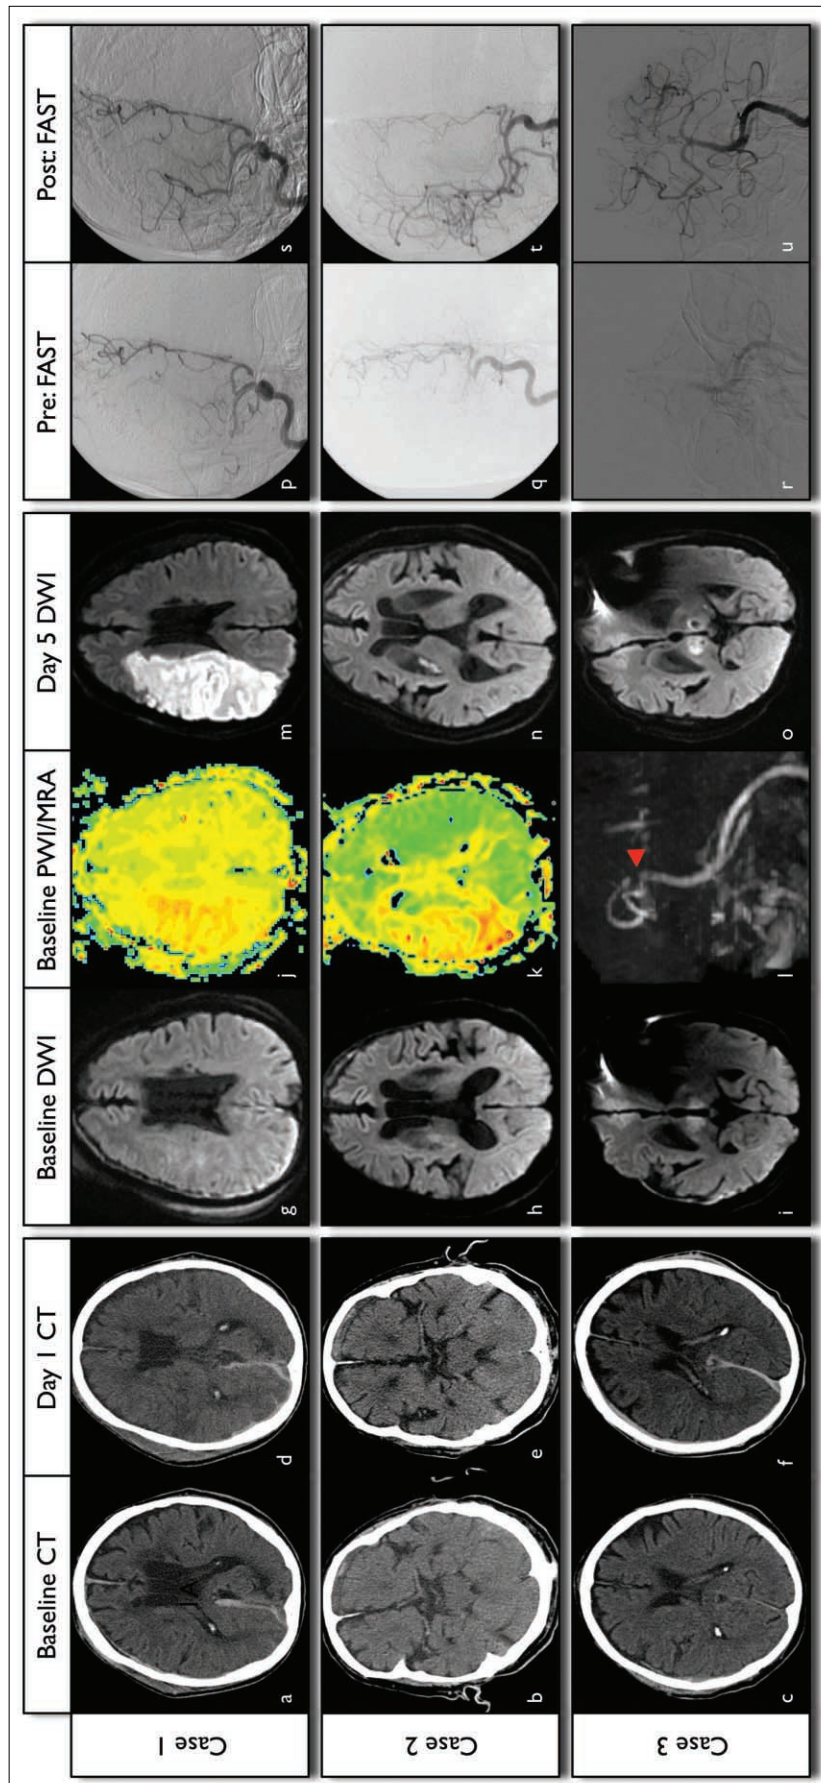 Baseline CT
Day 1 CT
Baseline DWI
Baseline PWI/MRA
Day 5 DWI
Pre: FAST
Post: FAST
Case 1
a
d
g
j
m
p
s
Case 2
b
e
h
k
n
q
t
Case 3
c
f
i
l
o
r
u